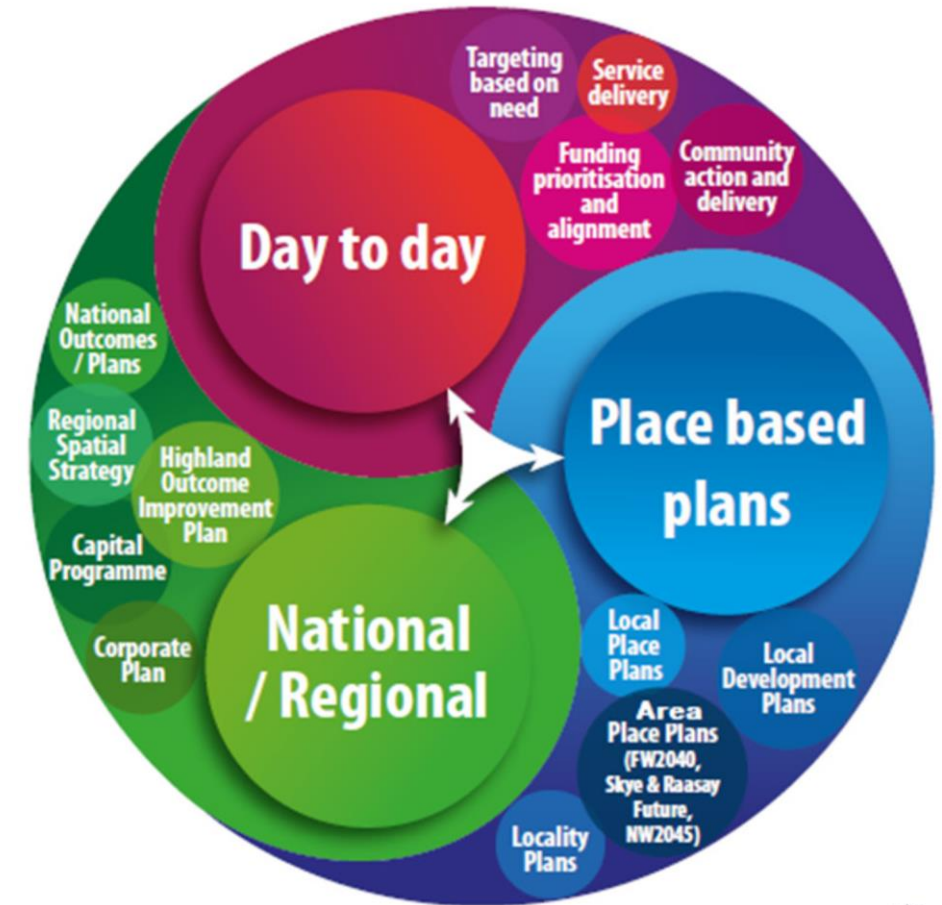 Targeting
based on
need
Service
delivery
Funding
prioritisation
and
alignment
Community
action and
delivery
Day to day
National
Outcomes
/ Plans
Regional
Spatial
Strategy
Highland
Outcome
Improvement
Plan
Capital
Programme
Corporate
Plan
Place based
plans
National
/ Regional
Local
Place
Plans
Local
Development
Plans
Area
Place Plans
(FW2040,
Skye & Raasay
Future,
NW2045)
Locality
Plans